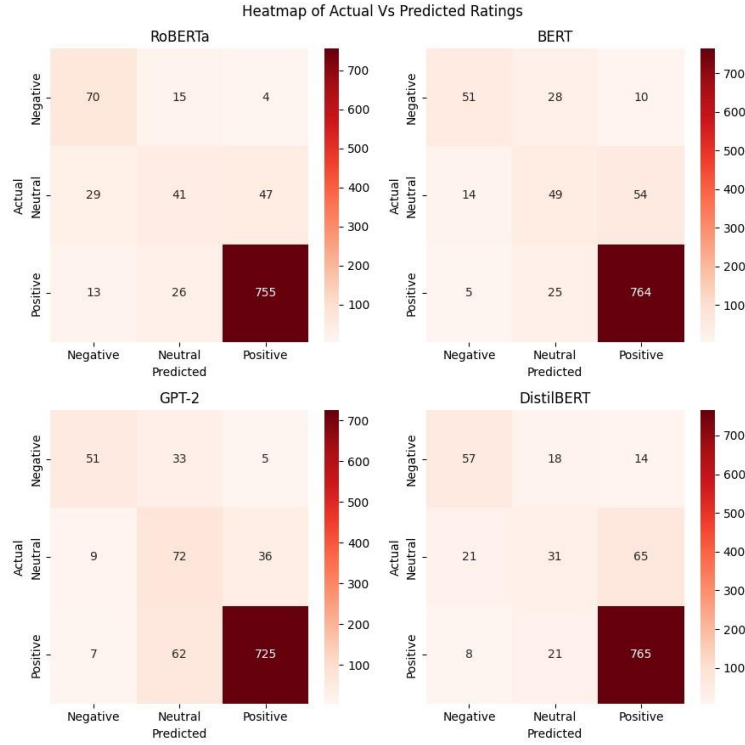 Heatmap of Actual Vs Predicted Ratings
RoBERTa
Negative
Neutral
Positive
Actual
70 15 4
29 41 47
13 26 755
Negative Neutral Positive
Predicted
700
600
500
400
300
200
100
BERT
Negative
Neutral
Positive
Actual
51 28 10
14 49 54
5 25 764
Negative Neutral Positive
Predicted
700
600
500
400
300
200
100
GPT-2
Negative
Neutral
Positive
Actual
51 33 5
9 72 36
7 62 725
Negative Neutral Positive
Predicted
700
600
500
400
300
200
100
DistilBERT
Negative
Neutral
Positive
Actual
57 18 14
21 31 65
8 21 765
Negative Neutral Positive
Predicted
700
600
500
400
300
200
100